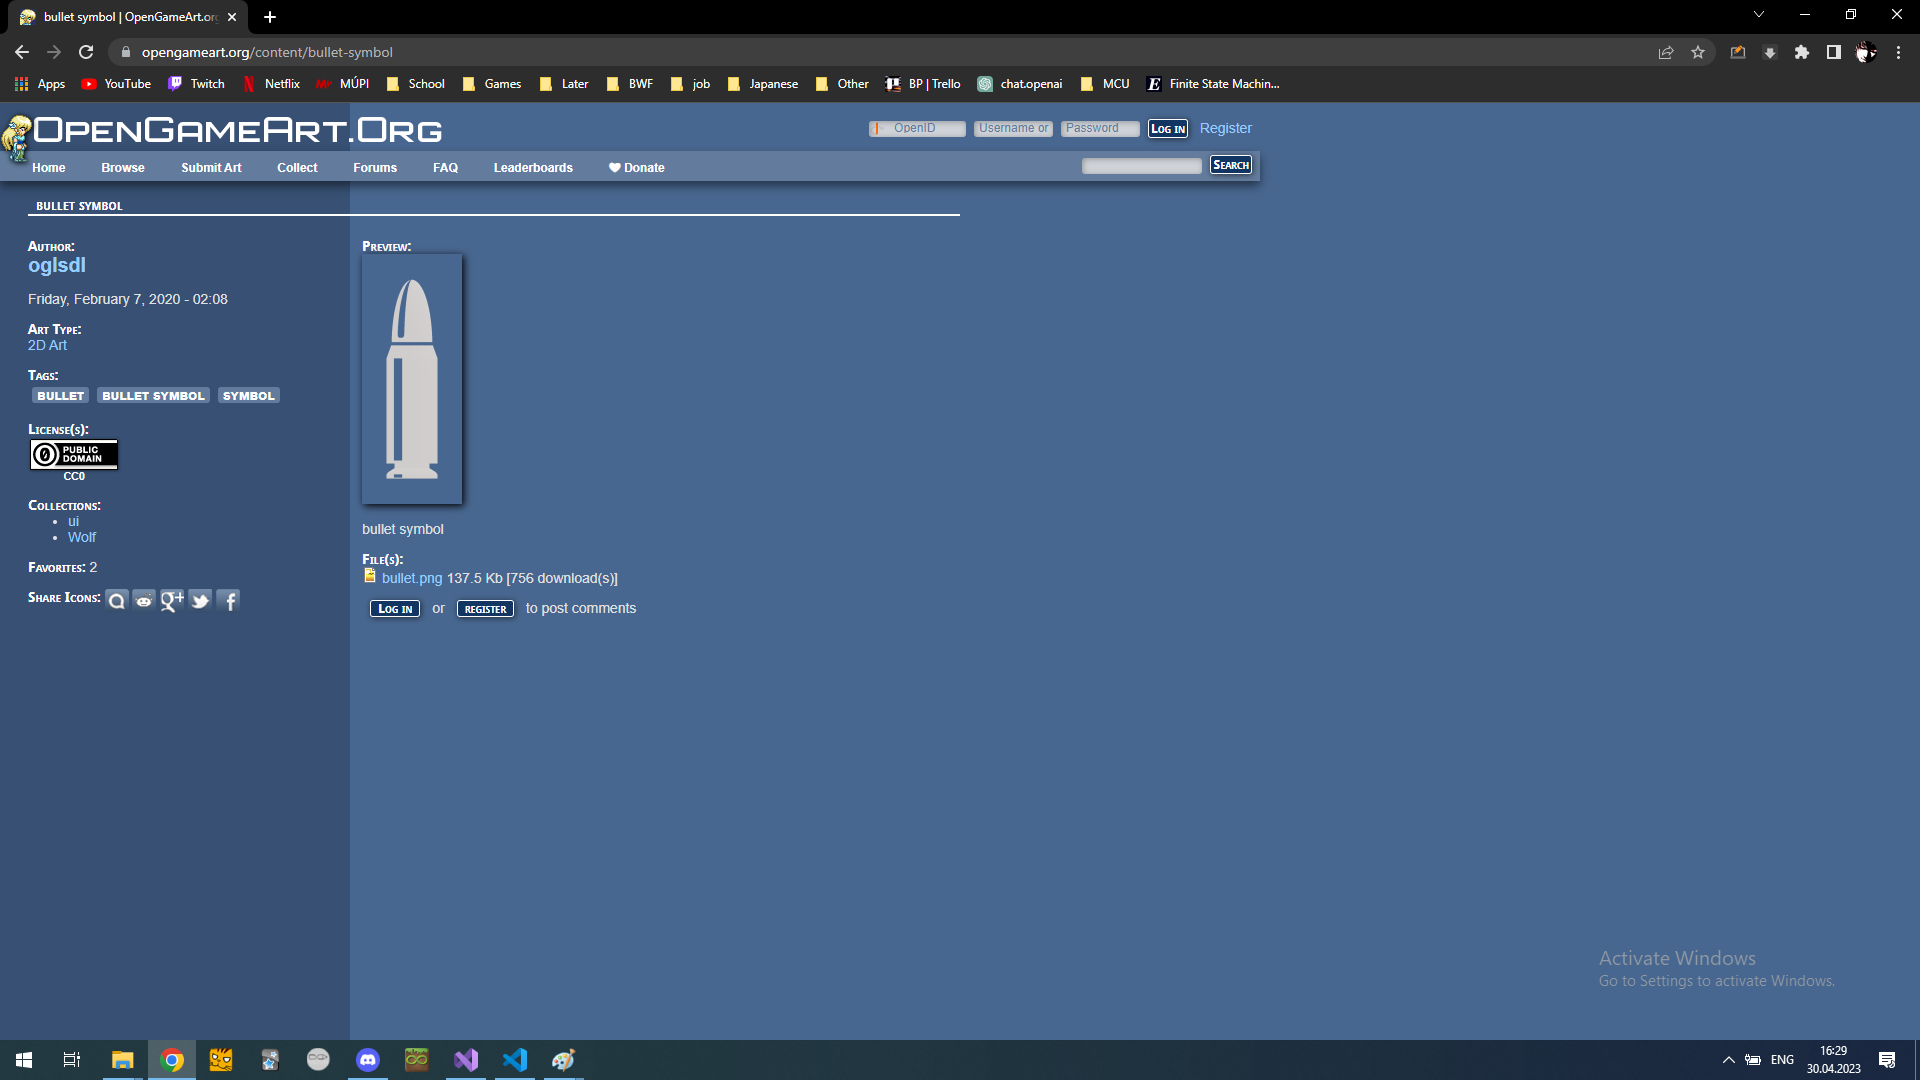 bullet symbol | OpenGameArt.org
opengameart.org/content/bullet-symbol
Apps YouTube Twitch Netflix MÚPI School Games Later BWF job Japanese Other BP | Trello chat.openai MCU Finite State Machin...
OpenGameArt.Org
OpenID Username or Password Log in Register
Home Browse Submit Art Collect Forums FAQ Leaderboards Donate Search
bullet symbol
Author:
oglsdl
Friday, February 7, 2020 - 02:08
Art Type:
2D Art
Tags:
BULLET BULLET SYMBOL SYMBOL
License(s):
PUBLIC
DOMAIN
CC0
Collections:
ui
Wolf
Favorites: 2
Share Icons:
Preview:
bullet symbol
File(s):
bullet.png 137.5 Kb [756 download(s)]
Log in or register to post comments
Activate Windows
Go to Settings to activate Windows.
ENG
16:29
30.04.2023